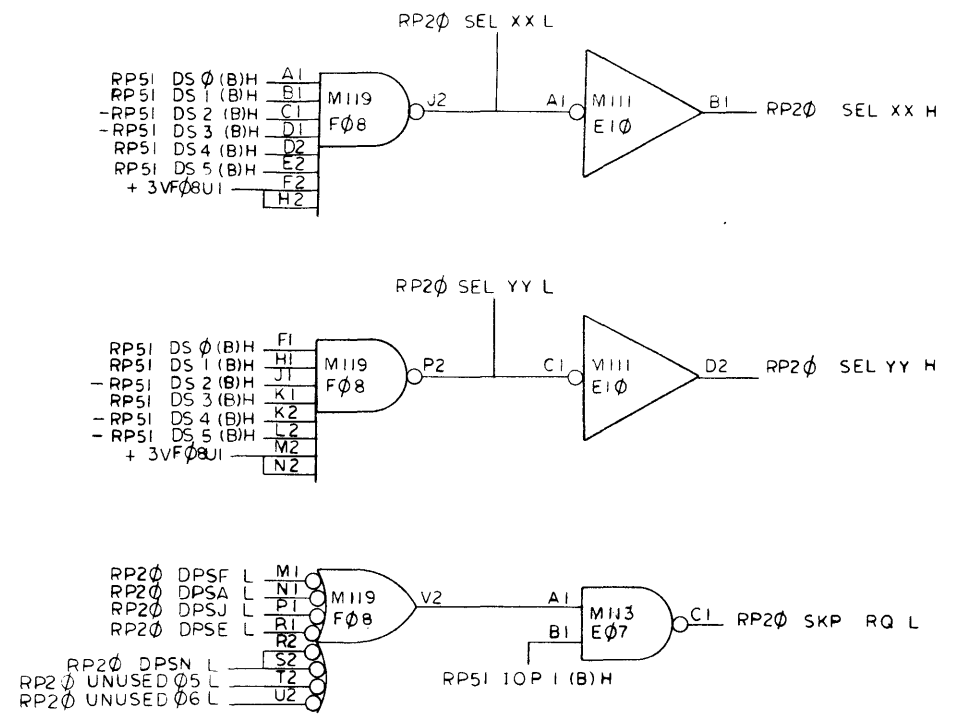 RP2Ø SEL XX L
RP51 DS Ø (B)H A1
RP51 DS 1 (B)H B1
-RP51 DS 2 (B)H C1
-RP51 DS 3 (B)H D1
RP51 DS 4 (B)H D2
RP51 DS 5 (B)H E2
+ 3VFØ8U1 F2
H2
M119
FØ8
J2
A1
M111
E1Ø
B1
RP2Ø SEL XX H
RP2Ø SEL YY L
RP51 DS Ø (B)H F1
RP51 DS 1 (B)H H1
-RP51 DS 2 (B)H J1
RP51 DS 3 (B)H K1
-RP51 DS 4 (B)H K2
-RP51 DS 5 (B)H L2
+ 3VFØ8U1 M2
N2
M119
FØ8
P2
C1
M111
E1Ø
D2
RP2Ø SEL YY H
RP2Ø DPSF L M1
RP2Ø DPSA L N1
RP2Ø DPSJ L P1
RP2Ø DPSE L R1
R2
RP2Ø DPSN L S2
RP2Ø UNUSED Ø5 L T2
RP2Ø UNUSED Ø6 L U2
M119
FØ8
V2
A1
B1
M113
EØ7
C1
RP2Ø SKP RQ L
RP51 IOP 1 (B)H